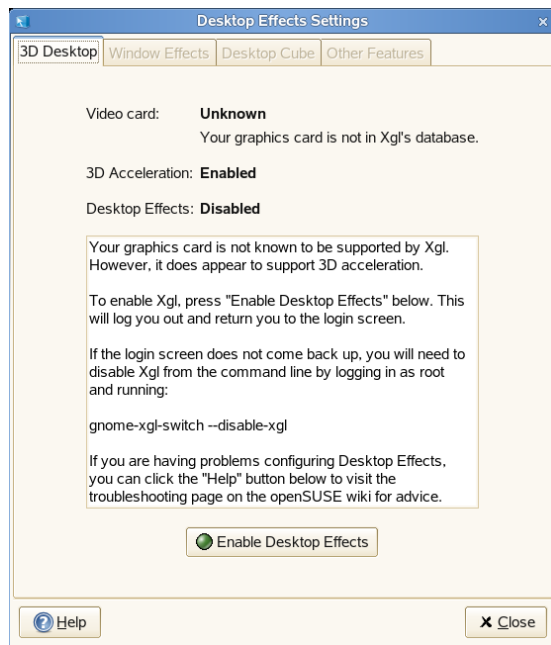 Desktop Effects Settings
3D Desktop
Window Effects
Desktop Cube
Other Features
Video card: Unknown
Your graphics card is not in Xgl's database.
3D Acceleration: Enabled
Desktop Effects: Disabled
Your graphics card is not known to be supported by Xgl.
However, it does appear to support 3D acceleration.
To enable Xgl, press "Enable Desktop Effects" below. This
will log you out and return you to the login screen.
If the login screen does not come back up, you will need to
disable Xgl from the command line by logging in as root
and running:
gnome-xgl-switch --disable-xgl
If you are having problems configuring Desktop Effects,
you can click the "Help" button below to visit the
troubleshooting page on the openSUSE wiki for advice.
Enable Desktop Effects
Help
Close